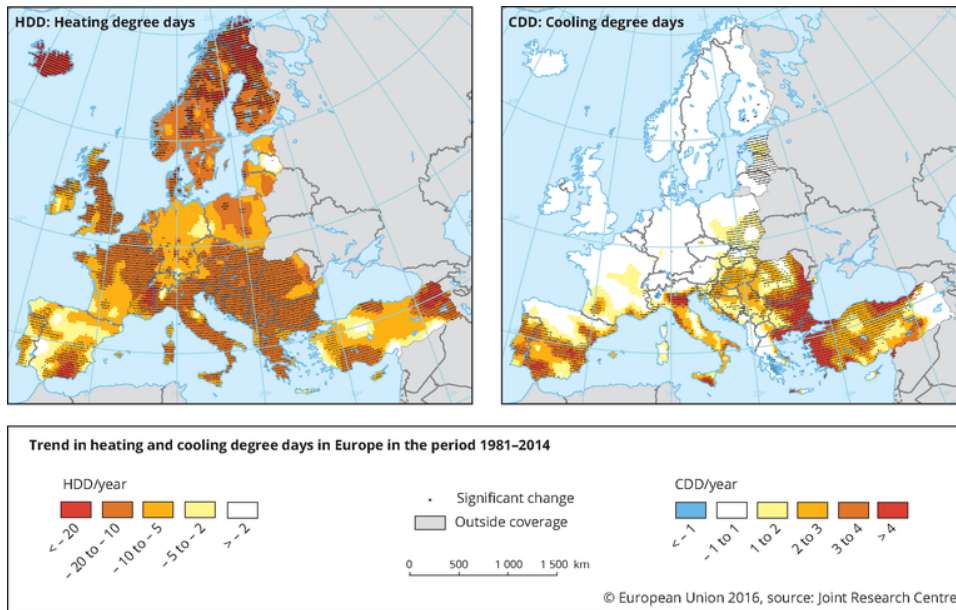 HDD: Heating degree days
CDD: Cooling degree days
Trend in heating and cooling degree days in Europe in the period 1981–2014
HDD/year
< – 20
– 20 to – 10
– 10 to – 5
– 5 to – 2
> – 2
Significant change
Outside coverage
0 500 1 000 1 500 km
CDD/year
< – 1
– 1 to 1
1 to 2
2 to 3
3 to 4
> 4
© European Union 2016, source: Joint Research Centre